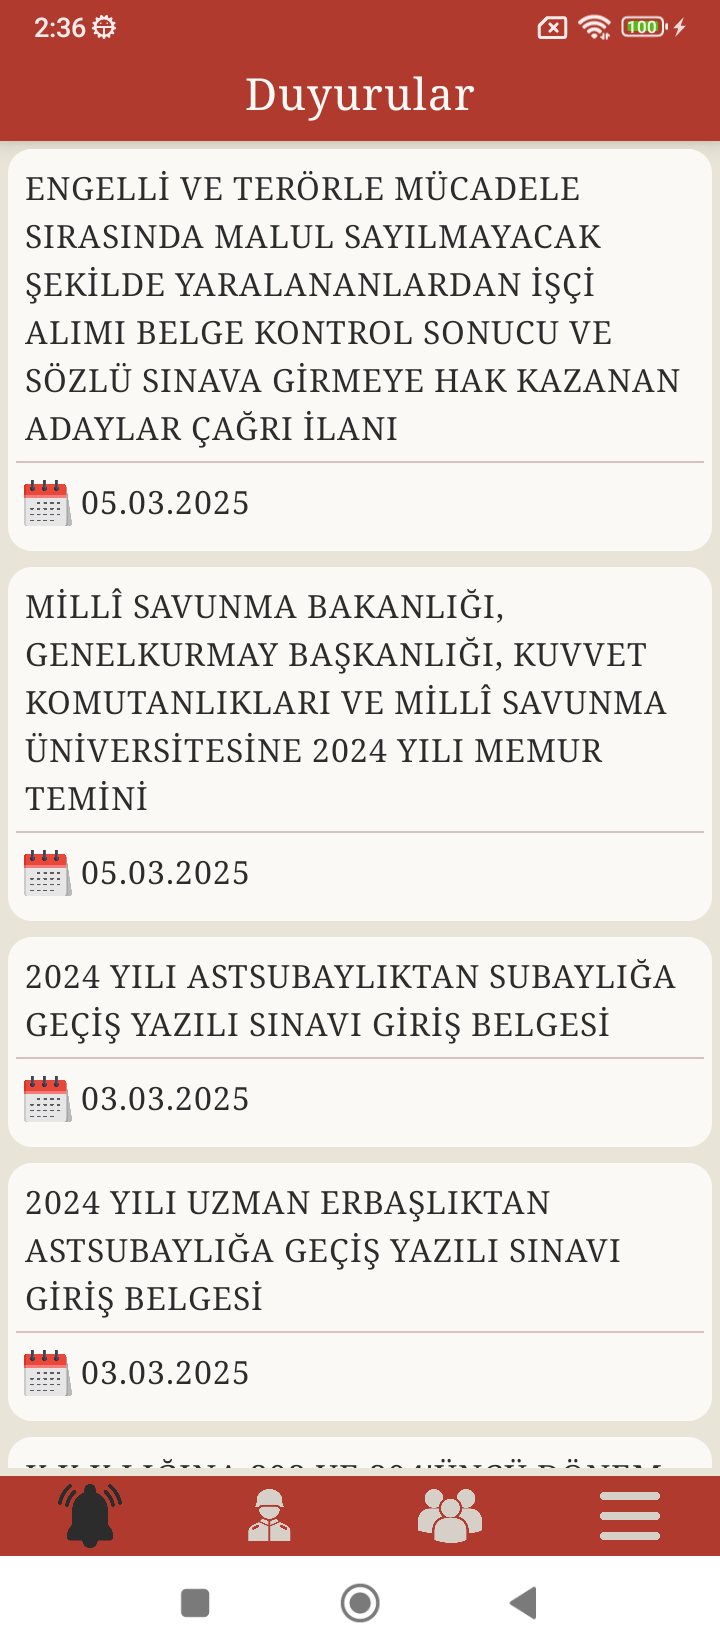 2:36
100
Duyurular
ENGELLİ VE TERÖRLE MÜCADELE
SIRASINDA MALUL SAYILMAYACAK
ŞEKİLDE YARALANANLARDAN İŞÇİ
ALIMI BELGE KONTROL SONUCU VE
SÖZLÜ SINAVA GİRMEYE HAK KAZANAN
ADAYLAR ÇAĞRI İLANI
05.03.2025
MİLLÎ SAVUNMA BAKANLIĞI,
GENELKURMAY BAŞKANLIĞI, KUVVET
KOMUTANLIKLARI VE MİLLÎ SAVUNMA
ÜNİVERSİTESİNE 2024 YILI MEMUR
TEMİNİ
05.03.2025
2024 YILI ASTSUBAYLIKTAN SUBAYLIĞA
GEÇİŞ YAZILI SINAVI GİRİŞ BELGESİ
03.03.2025
2024 YILI UZMAN ERBAŞLIKTAN
ASTSUBAYLIĞA GEÇİŞ YAZILI SINAVI
GİRİŞ BELGESİ
03.03.2025